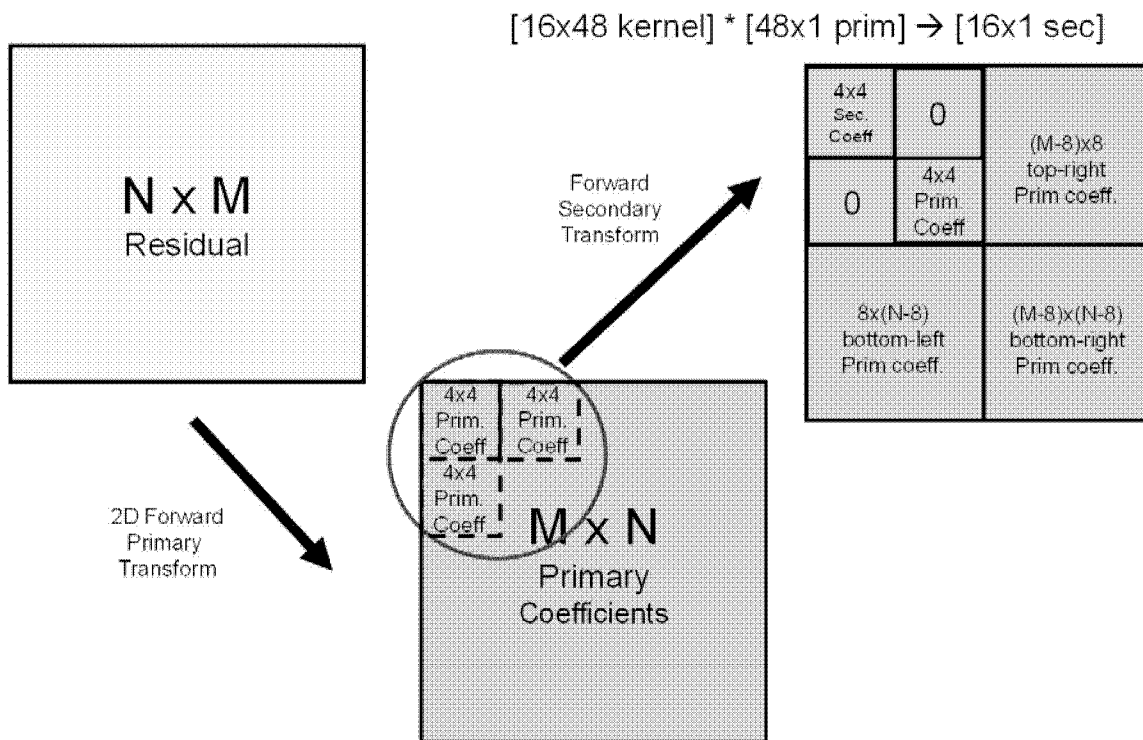 [16x48 kernel] * [48x1 prim] → [16x1 sec]
N x M
Residual
2D Forward
Primary
Transform
4x4
Prim.
Coeff
4x4
Prim.
Coeff
4x4
Prim.
Coeff
M x N
Primary
Coefficients
Forward
Secondary
Transform
4x4
Sec.
Coeff
0
(M-8)x8
top-right
Prim coeff.
0
4x4
Prim.
Coeff
8x(N-8)
bottom-left
Prim coeff.
(M-8)x(N-8)
bottom-right
Prim coeff.